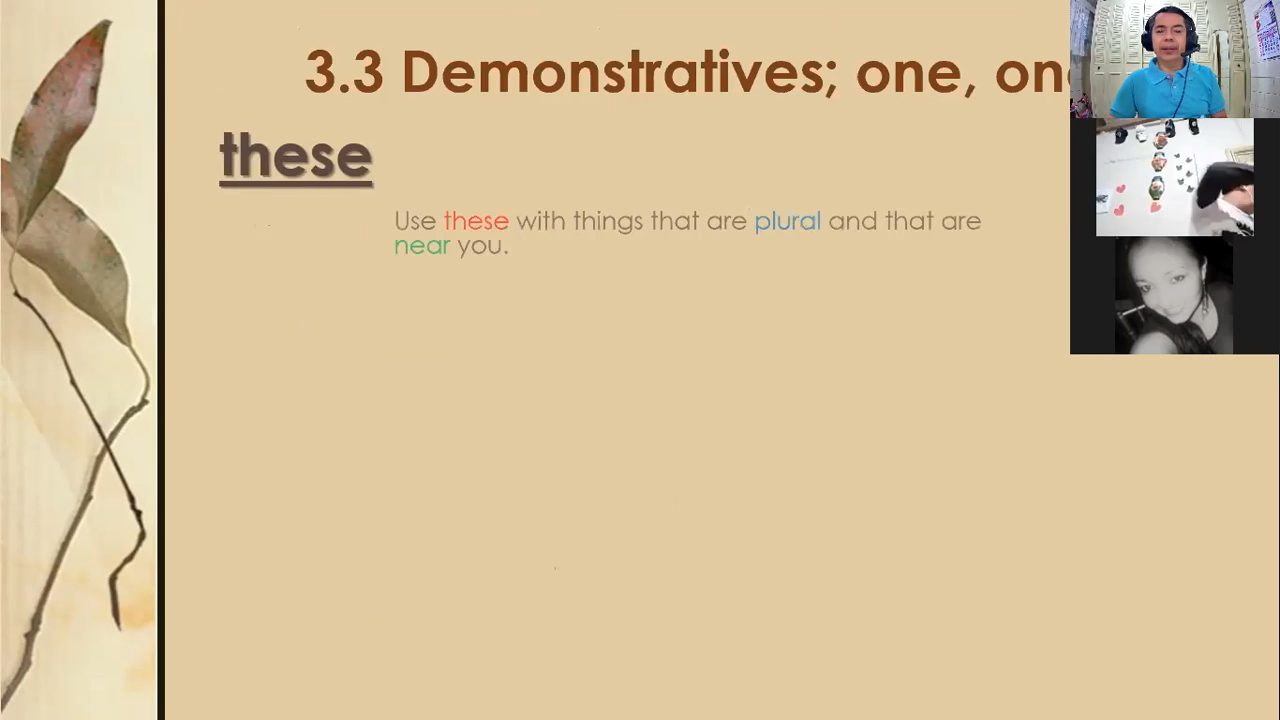 3.3 Demonstratives; one, on
these
Use these with things that are plural and that are
near you.